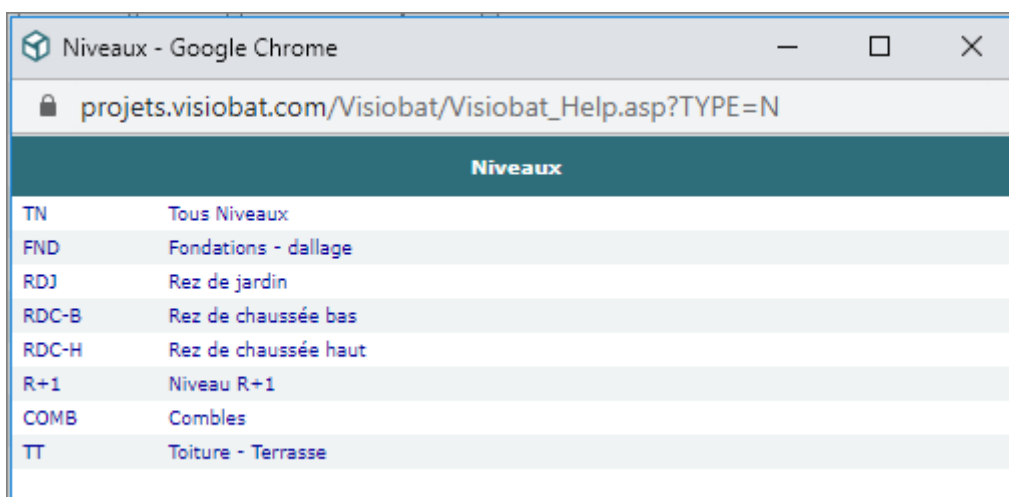 Niveaux - Google Chrome
projets.visiobat.com/Visiobat/Visiobat_Help.asp?TYPE=N
Niveaux
TN Tous Niveaux
FND Fondations - dallage
RDJ Rez de jardin
RDC-B Rez de chaussée bas
RDC-H Rez de chaussée haut
R+1 Niveau R+1
COMB Combles
TT Toiture - Terrasse